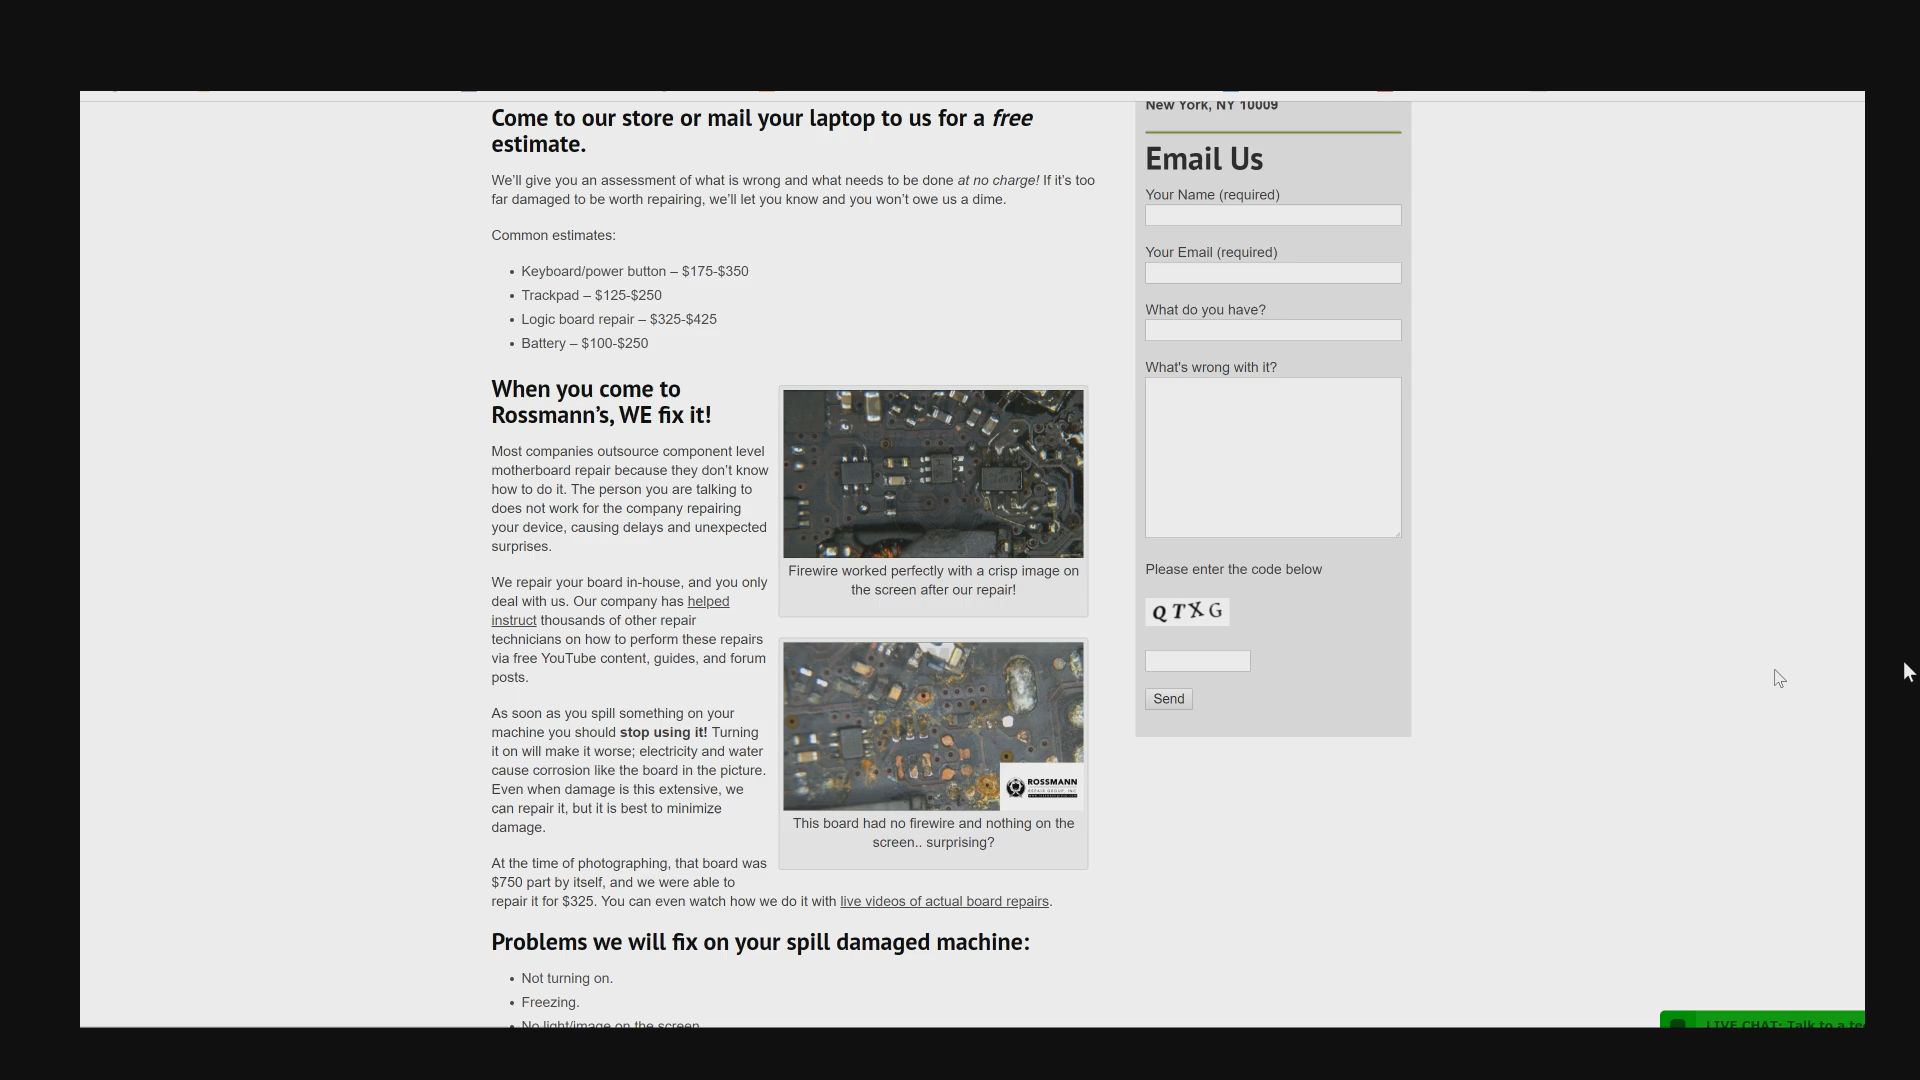 Come to our store or mail your laptop to us for a free
estimate.
We’ll give you an assessment of what is wrong and what needs to be done at no charge! If it’s too
far damaged to be worth repairing, we’ll let you know and you won’t owe us a dime.
Common estimates:
• Keyboard/power button – $175-$350
• Trackpad – $125-$250
• Logic board repair – $325-$425
• Battery – $100-$250
When you come to
Rossmann’s, WE fix it!
Most companies outsource component level
motherboard repair because they don’t know
how to do it. The person you are talking to
does not work for the company repairing
your device, causing delays and unexpected
surprises.
We repair your board in-house, and you only
deal with us. Our company has helped
instruct thousands of other repair
technicians on how to perform these repairs
via free YouTube content, guides, and forum
posts.
As soon as you spill something on your
machine you should stop using it! Turning
it on will make it worse; electricity and water
cause corrosion like the board in the picture.
Even when damage is this extensive, we
can repair it, but it is best to minimize
damage.
At the time of photographing, that board was
$750 part by itself, and we were able to
repair it for $325. You can even watch how we do it with live videos of actual board repairs.
Firewire worked perfectly with a crisp image on
the screen after our repair!
ROSSMANN
REPAIR GROUP, INC
This board had no firewire and nothing on the
screen.. surprising?
Problems we will fix on your spill damaged machine:
• Not turning on.
• Freezing.
• No light/image on the screen
New York, NY 10009
Email Us
Your Name (required)
Your Email (required)
What do you have?
What's wrong with it?
Please enter the code below
QTXG
Send
LIVE CHAT: Talk to a